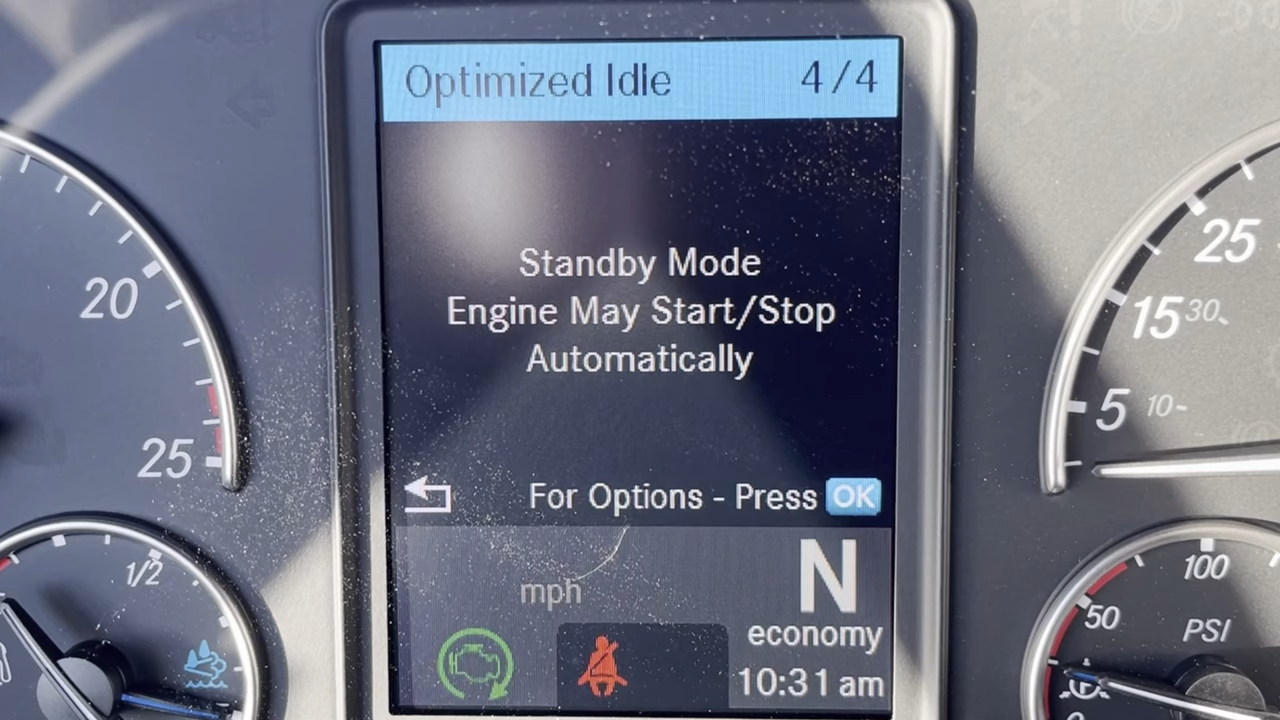 Optimized Idle 4/4
Standby Mode
Engine May Start/Stop
Automatically
For Options - Press OK
mph
N
economy
10:31 am
20
25
1/2
25
15 30
5 10
100
50
PSI
0